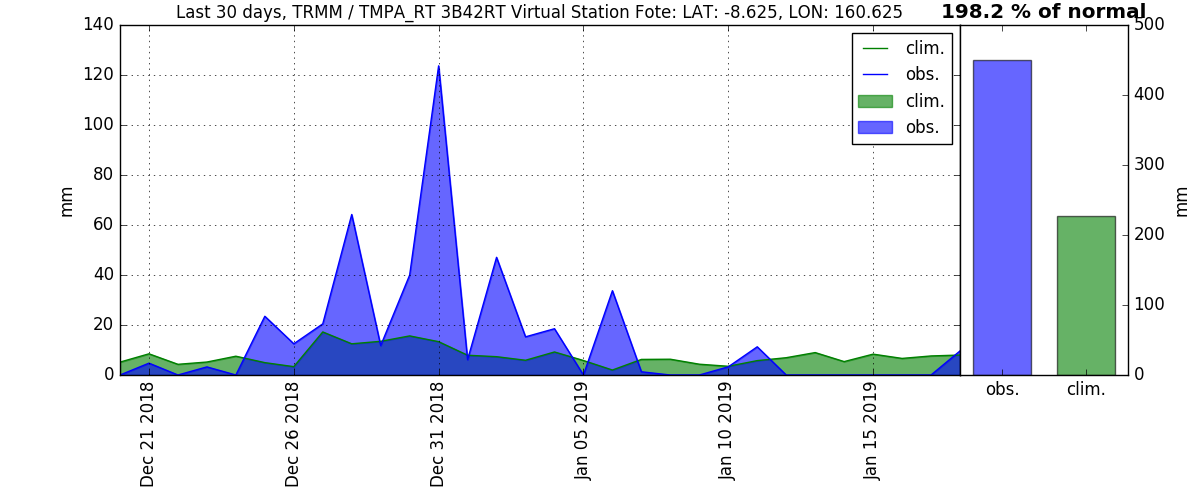 Last 30 days, TRMM / TMPA_RT 3B42RT Virtual Station Fote: LAT: -8.625, LON: 160.625
198.2 % of normal
140
120
100
80
60
40
20
0
mm
clim.
obs.
clim.
obs.
500
400
300
200
100
0
mm
Dec 21 2018
Dec 26 2018
Dec 31 2018
Jan 05 2019
Jan 10 2019
Jan 15 2019
obs.
clim.